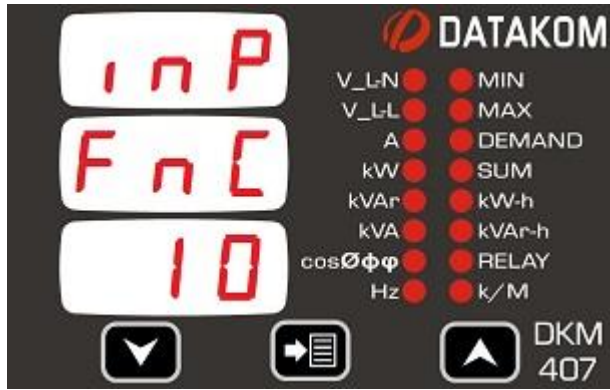 inP
FnC
10
DATAKOM
V_L-N MIN
V_L-L MAX
A DEMAND
kW SUM
kVAr kW-h
kVA kVAr-h
cosØɸφ RELAY
Hz k/M
DKM
407